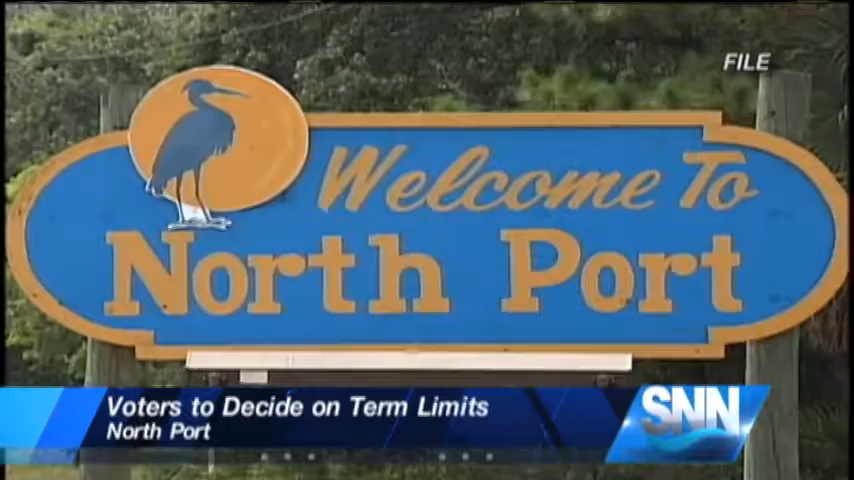 FILE
Welcome To
North Port
Voters to Decide on Term Limits
North Port
SNN